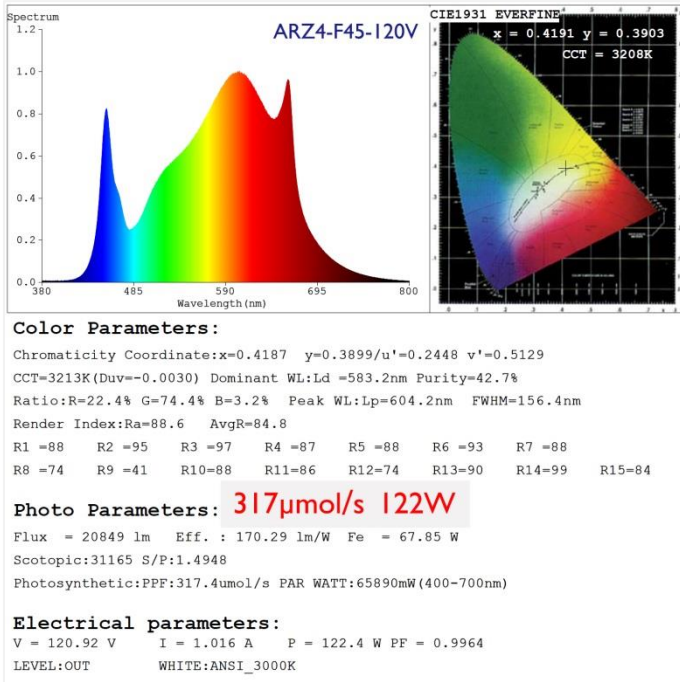 Spectrum
ARZ4-F45-120V
1.2
1.0
0.8
0.6
0.4
0.2
0.0
380 485 590 695 800
Wavelength(nm)
CIE1931 EVERFINE
x = 0.4191 y = 0.3903
CCT = 3208K
Color Parameters:
Chromaticity Coordinate:x=0.4187 y=0.3899/u'=0.2448 v'=0.5129
CCT=3213K(Duv=-0.0030) Dominant WL:Ld =583.2nm Purity=42.7%
Ratio:R=22.4% G=74.4% B=3.2% Peak WL:Lp=604.2nm FWHM=156.4nm
Render Index:Ra=88.6 AvgR=84.8
R1 =88 R2 =95 R3 =97 R4 =87 R5 =88 R6 =93 R7 =88
R8 =74 R9 =41 R10=88 R11=86 R12=74 R13=90 R14=99 R15=84
Photo Parameters: 317μmol/s 122W
Flux = 20849 lm Eff. : 170.29 lm/W Fe = 67.85 W
Scotopic:31165 S/P:1.4948
Photosynthetic:PPF:317.4umol/s PAR WATT:65890mW(400-700nm)
Electrical parameters:
V = 120.92 V I = 1.016 A P = 122.4 W PF = 0.9964
LEVEL:OUT WHITE:ANSI_3000K